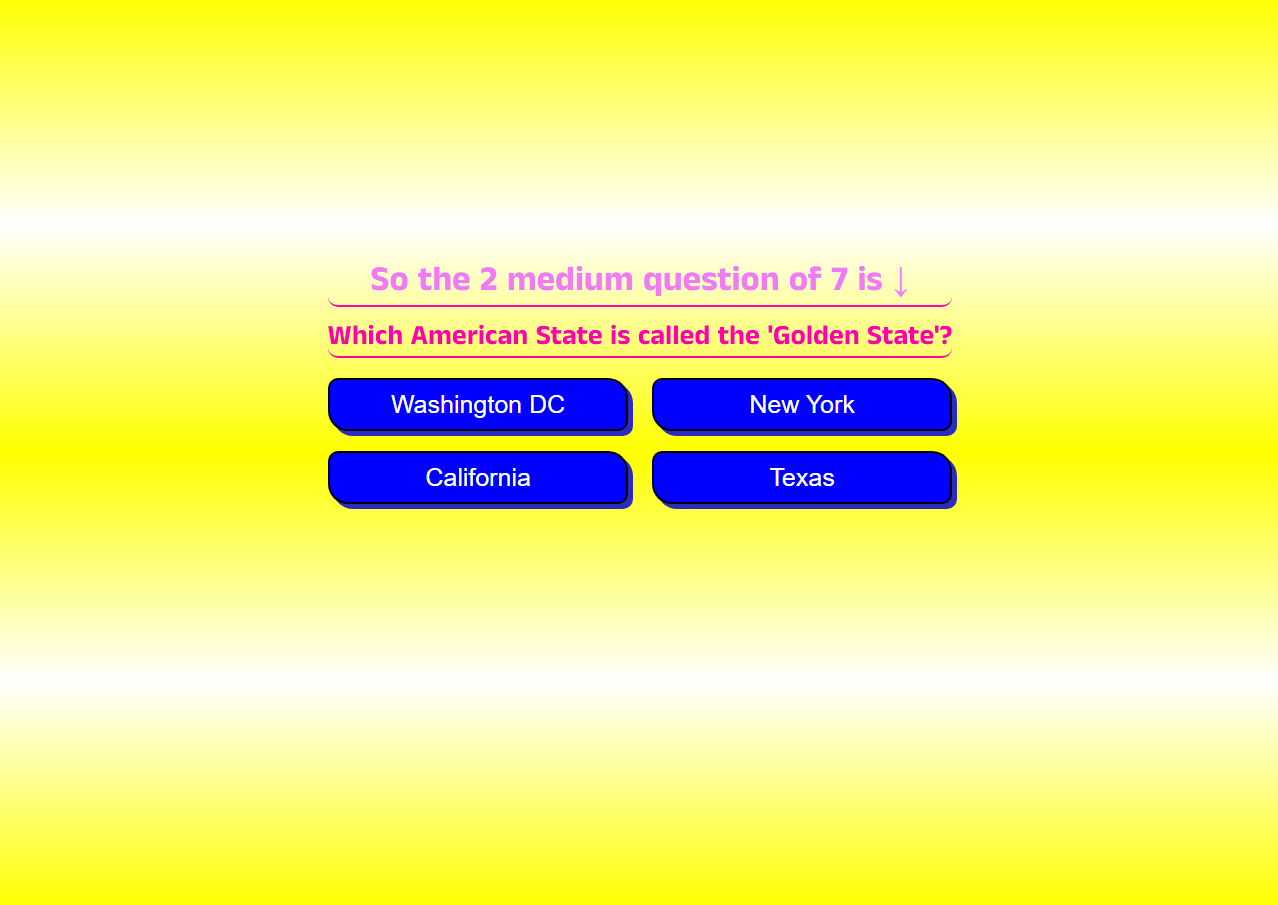 So the 2 medium question of 7 is ↓
Which American State is called the 'Golden State'?
Washington DC
New York
California
Texas